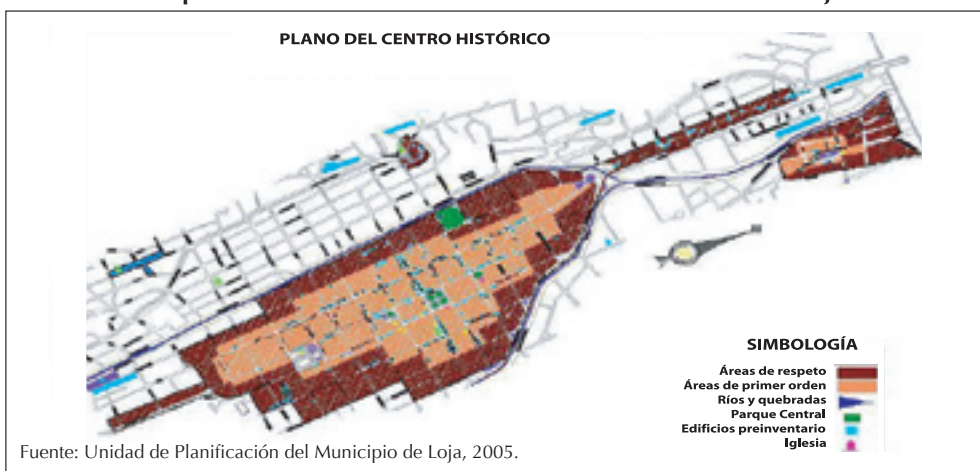 PLANO DEL CENTRO HISTÓRICO
SIMBOLOGÍA
Áreas de respeto
Áreas de primer orden
Ríos y quebradas
Parque Central
Edificios preinventario
Iglesia
Fuente: Unidad de Planificación del Municipio de Loja, 2005.